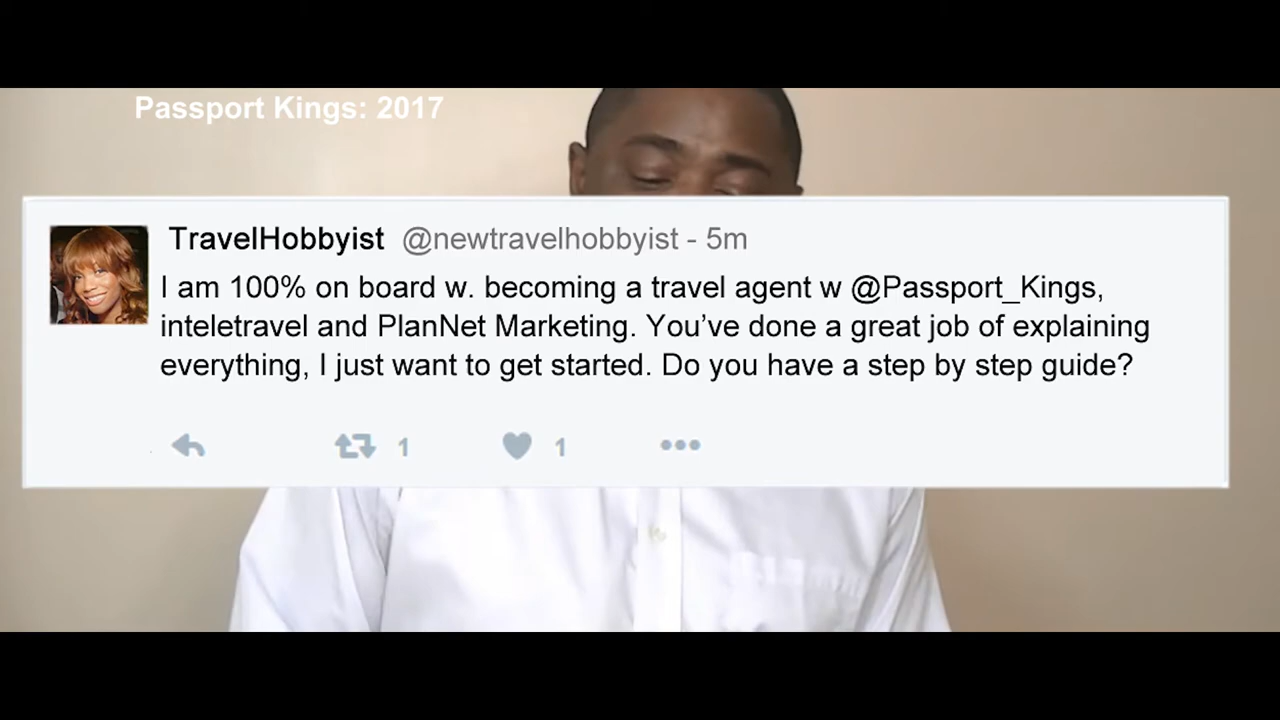 Passport Kings: 2017
TravelHobbyist @newtravelhobbyist - 5m
I am 100% on board w. becoming a travel agent w @Passport_Kings,
inteletravel and PlanNet Marketing. You’ve done a great job of explaining
everything, I just want to get started. Do you have a step by step guide?
1 1